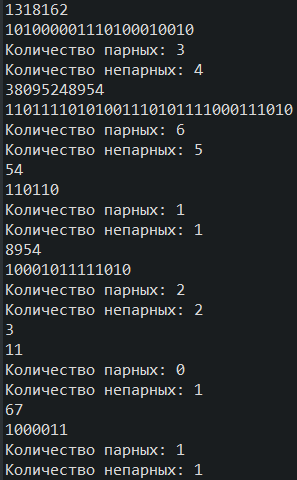 1318162
101000001110100010010
Количество парных: 3
Количество непарных: 4
38095248954
11011110101001110101111000111010
Количество парных: 6
Количество непарных: 5
54
110110
Количество парных: 1
Количество непарных: 1
8954
10001011111010
Количество парных: 2
Количество непарных: 2
3
11
Количество парных: 0
Количество непарных: 1
67
1000011
Количество парных: 1
Количество непарных: 1